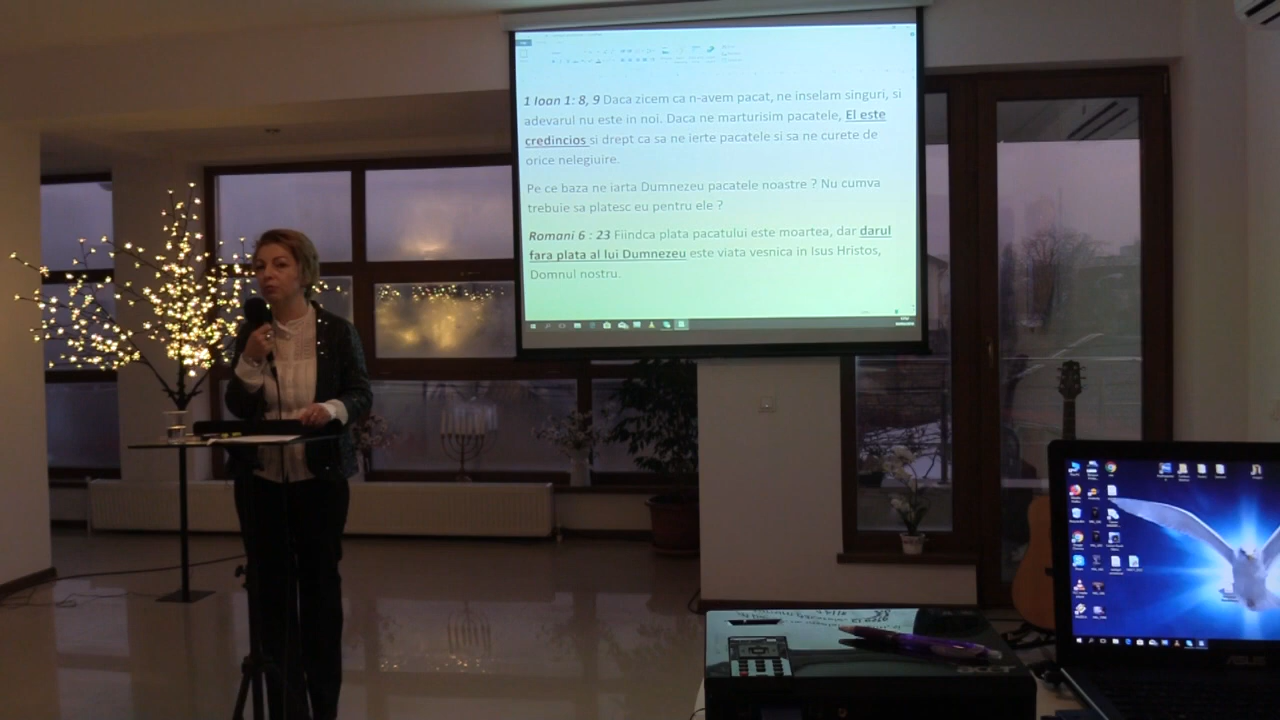 1 Ioan 1: 8, 9 Daca zicem ca n-avem pacat, ne inselam singuri, si
adevarul nu este in noi. Daca ne marturisim pacatele, El este
credincios si drept ca sa ne ierte pacatele si sa ne curete de
orice nelegiuire.
Pe ce baza ne iarta Dumnezeu pacatele noastre ? Nu cumva
trebuie sa platesc eu pentru ele ?
Romani 6 : 23 Fiindca plata pacatului este moartea, dar darul
fara plata al lui Dumnezeu este viata vesnica in Isus Hristos,
Domnul nostru.
acer
ASUS